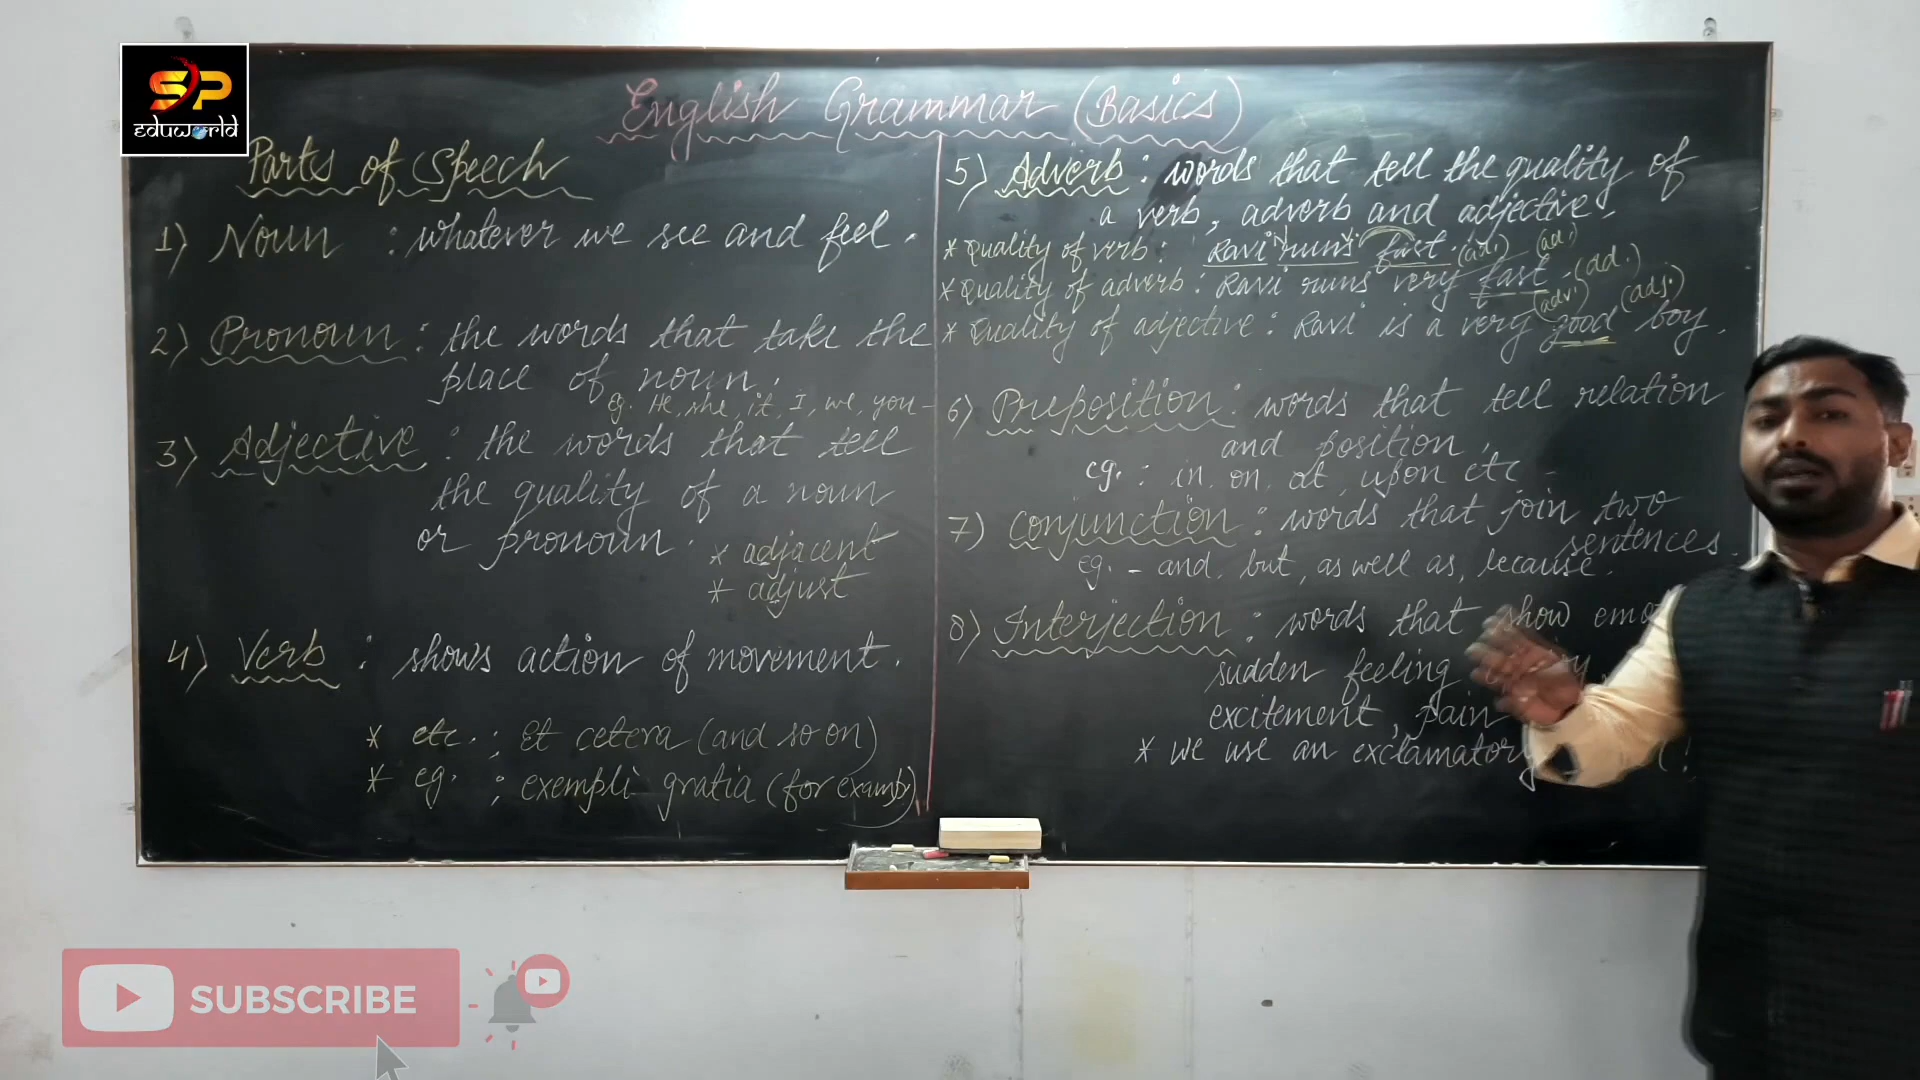 SP
eduworld
English Grammar (Basics)
Parts of Speech
1) Noun : whatever we see and feel.
2) Pronoun : the words that take the
place of noun.
eg. He, she, it, I, we, you -
3) Adjective : the words that tell
the quality of a noun
or pronoun.
* adjacent
* adjust
4) Verb : shows action of movement.
* etc. : Et cetera (and so on)
* eg. : exempli gratia (for example)
5) Adverb : words that tell the quality of
a verb, adverb and adjective.
* Quality of verb : Ravi runs fast. (ad.) (ad.)
* Quality of adverb : Ravi runs very fast. (ad.)
(adv.) (adj.)
* Quality of adjective : Ravi is a very good boy.
6) Preposition : words that tell relation
and position.
eg. : in, on, at, upon etc -
7) Conjunction : words that join two
sentences.
eg. - and, but, as well as, because.
8) Interjection : words that show
sudden feeling
excitement, pain
* we use an exclamatory (!
SUBSCRIBE